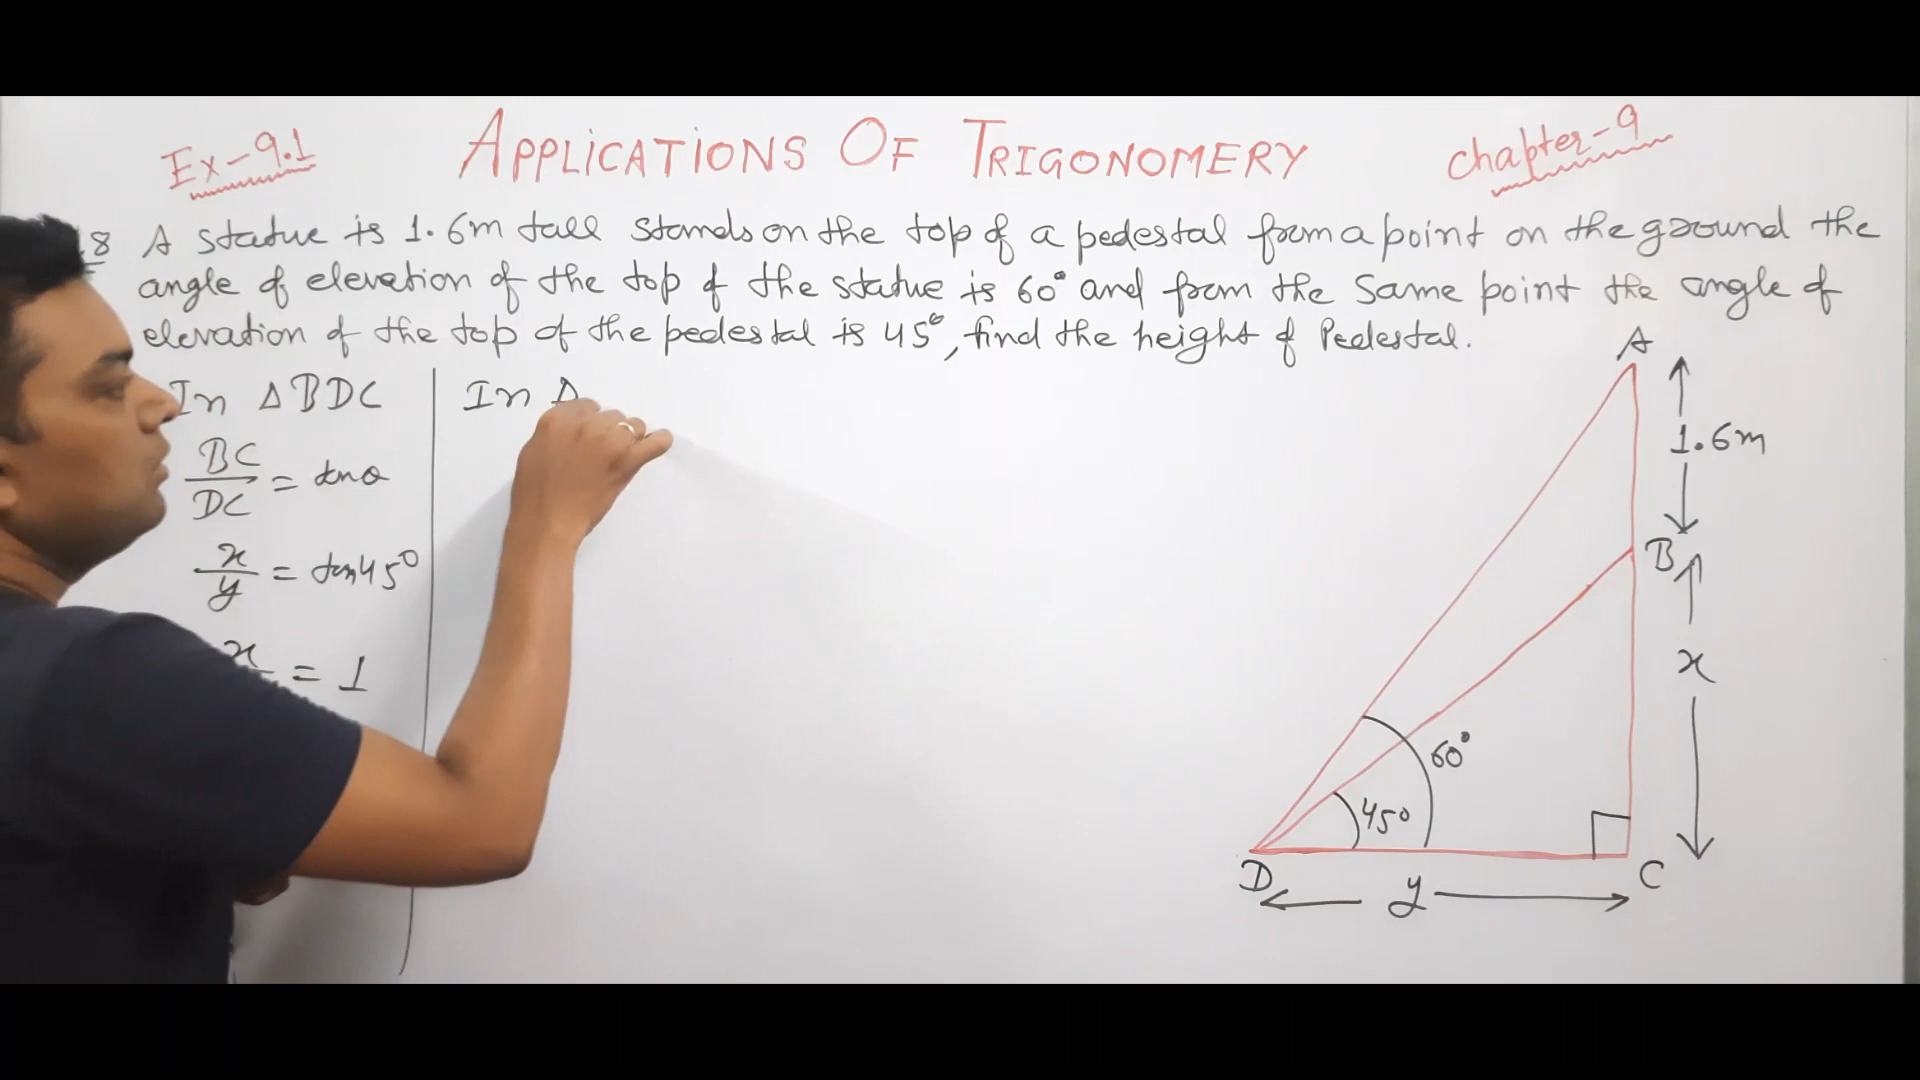 Ex-9.1
APPLICATIONS OF TRIGONOMERY
Chapter-9
8 A statue is 1.6m tall stands on the top of a pedestal from a point on the ground the
angle of elevation of the top of the statue is 60° and from the same point the angle of
elevation of the top of the pedestal is 45°, find the height of Pedestal.
In Δ BDC
BC/DC = tanθ
x/y = tan45°
x = 1
In Δ
A
1.6m
B
x
60°
45°
D
C
y